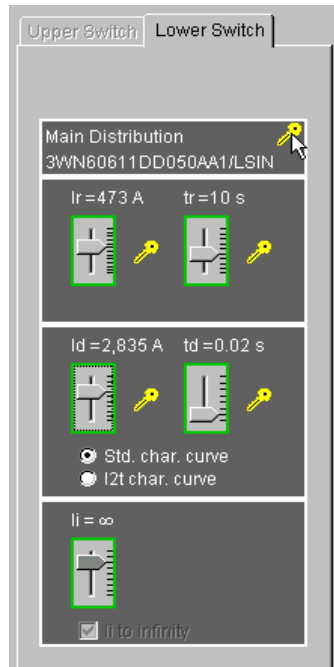 Upper Switch Lower Switch
Main Distribution
3WN60611DD050AA1/LSIN
Ir=473 A tr=10 s
Id=2,835 A td=0.02 s
Std. char. curve
I2t char. curve
Ii = ∞
Ii to infinity